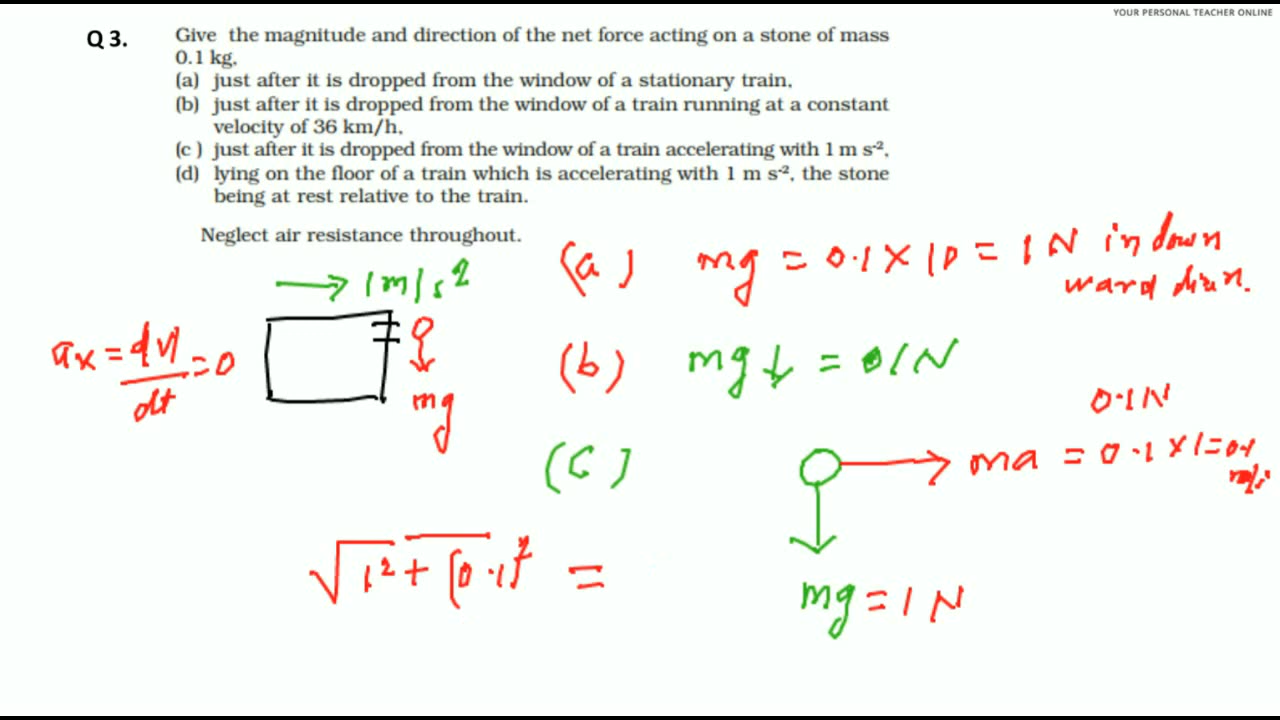 YOUR PERSONAL TEACHER ONLINE
Q 3. Give the magnitude and direction of the net force acting on a stone of mass
0.1 kg,
(a) just after it is dropped from the window of a stationary train,
(b) just after it is dropped from the window of a train running at a constant
velocity of 36 km/h,
(c ) just after it is dropped from the window of a train accelerating with 1 m s-2,
(d) lying on the floor of a train which is accelerating with 1 m s-2, the stone
being at rest relative to the train.
Neglect air resistance throughout.
(a) mg = 0.1 × 10 = 1 N in down
ward
→ 1 m/s2
ax = dv/dt = 0
mg
(b) mg ↓ = 1N
0.1N
(c) ma = 0.1 × 1 =
mg = 1 N
√1² + (0.1)² =